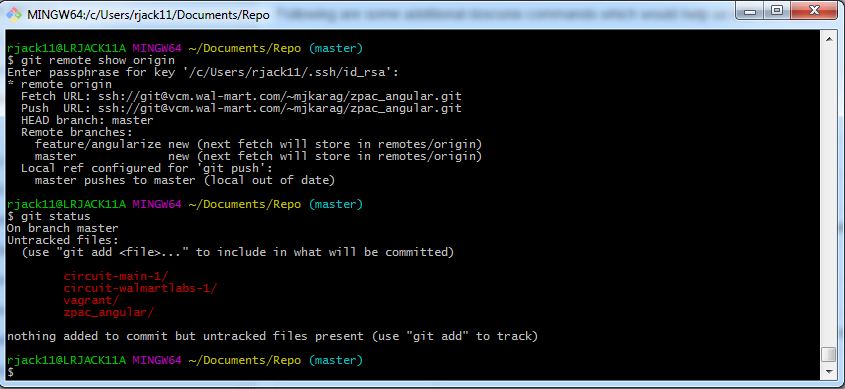 MINGW64:/c/Users/rjack11/Documents/Repo
rjack11@LRJACK11A MINGW64 ~/Documents/Repo (master)
$ git remote show origin
Enter passphrase for key '/c/Users/rjack11/.ssh/id_rsa':
* remote origin
  Fetch URL: ssh://git@vcm.wal-mart.com/~mjkarag/zpac_angular.git
  Push  URL: ssh://git@vcm.wal-mart.com/~mjkarag/zpac_angular.git
  HEAD branch: master
  Remote branches:
    feature/angularize new (next fetch will store in remotes/origin)
    master             new (next fetch will store in remotes/origin)
  Local ref configured for 'git push':
    master pushes to master (local out of date)
rjack11@LRJACK11A MINGW64 ~/Documents/Repo (master)
$ git status
On branch master
Untracked files:
  (use "git add <file>..." to include in what will be committed)
        circuit-main-1/
        circuit-walmartlabs-1/
        vagrant/
        zpac_angular/
nothing added to commit but untracked files present (use "git add" to track)
rjack11@LRJACK11A MINGW64 ~/Documents/Repo (master)
$